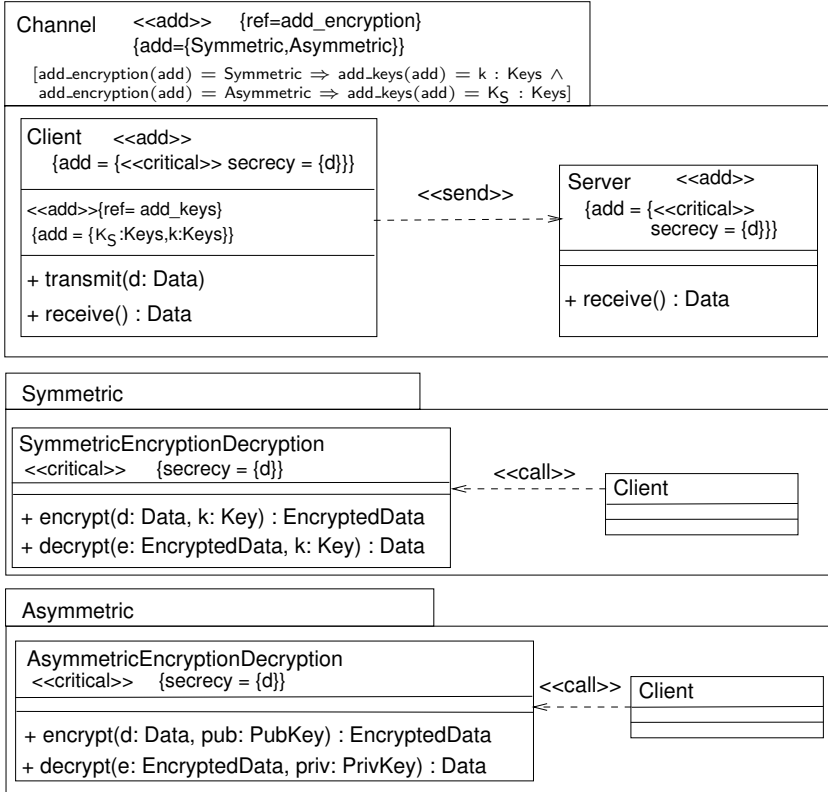 Channel <<add>> {ref=add_encryption}
{add={Symmetric,Asymmetric}}
[add_encryption(add) = Symmetric ⇒ add_keys(add) = k : Keys ∧
add_encryption(add) = Asymmetric ⇒ add_keys(add) = K_S : Keys]
Client <<add>>
{add = {<<critical>> secrecy = {d}}}
<<add>>{ref= add_keys}
{add = {K_S:Keys,k:Keys}}
+ transmit(d: Data)
+ receive() : Data
<<send>>
Server <<add>>
{add = {<<critical>>
secrecy = {d}}}
+ receive() : Data
Symmetric
SymmetricEncryptionDecryption
<<critical>> {secrecy = {d}}
+ encrypt(d: Data, k: Key) : EncryptedData
+ decrypt(e: EncryptedData, k: Key) : Data
<<call>>
Client
Asymmetric
AsymmetricEncryptionDecryption
<<critical>> {secrecy = {d}}
+ encrypt(d: Data, pub: PubKey) : EncryptedData
+ decrypt(e: EncryptedData, priv: PrivKey) : Data
<<call>>
Client